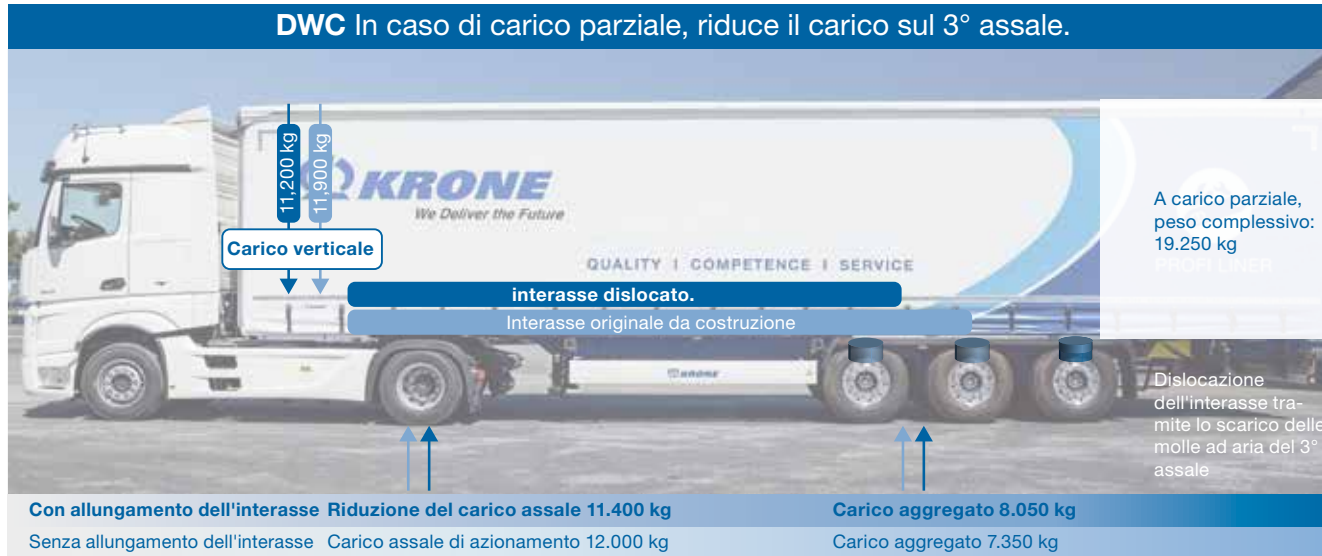 DWC In caso di carico parziale, riduce il carico sul 3° assale.
11,200 kg
11,900 kg
KRONE
We Deliver the Future
Carico verticale
QUALITY I COMPETENCE I SERVICE
A carico parziale,
peso complessivo:
19.250 kg
PROFI LINER
interasse dislocato.
Interasse originale da costruzione
KRONE
Dislocazione
dell'interasse tra-
mite lo scarico delle
molle ad aria del 3°
assale
Con allungamento dell'interasse Riduzione del carico assale 11.400 kg Carico aggregato 8.050 kg
Senza allungamento dell'interasse Carico assale di azionamento 12.000 kg Carico aggregato 7.350 kg